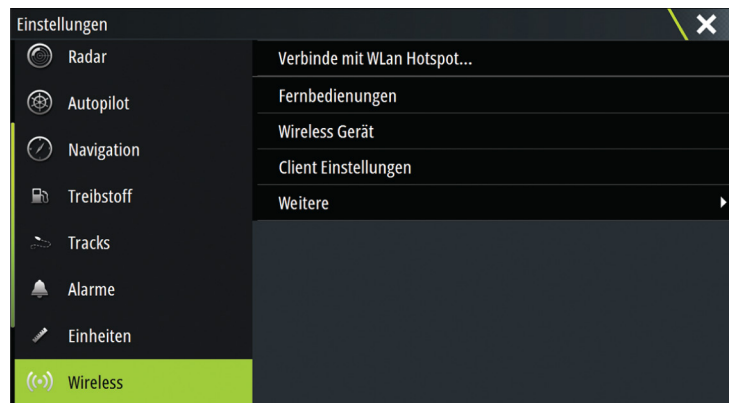 Einstellungen
Radar
Autopilot
Navigation
Treibstoff
Tracks
Alarme
Einheiten
Wireless
Verbinde mit WLan Hotspot...
Fernbedienungen
Wireless Gerät
Client Einstellungen
Weitere